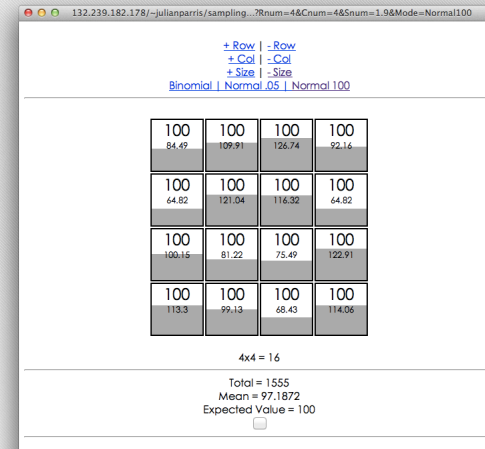 132.239.182.178/~julianparris/sampling...?Rnum=4&Cnum=4&Snum=1.9&Mode=Normal100
+ Row | - Row
+ Col | - Col
+ Size | - Size
Binomial | Normal .05 | Normal 100
100 100 100 100
84.49 109.91 126.74 92.16
100 100 100 100
64.82 121.04 116.32 64.82
100 100 100 100
100.15 81.22 75.49 122.91
100 100 100 100
113.3 99.13 68.43 114.06
4x4 = 16
Total = 1555
Mean = 97.1872
Expected Value = 100